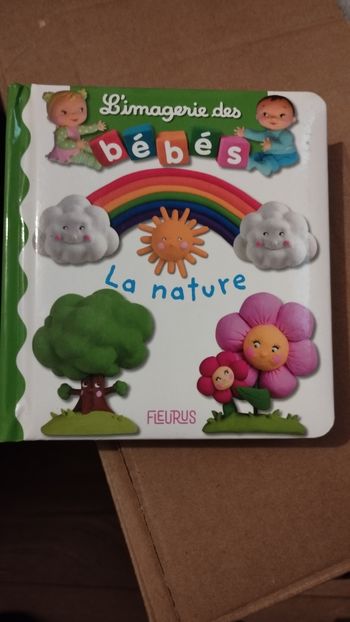 L'imagerie des
bébés
La nature
FLEURUS